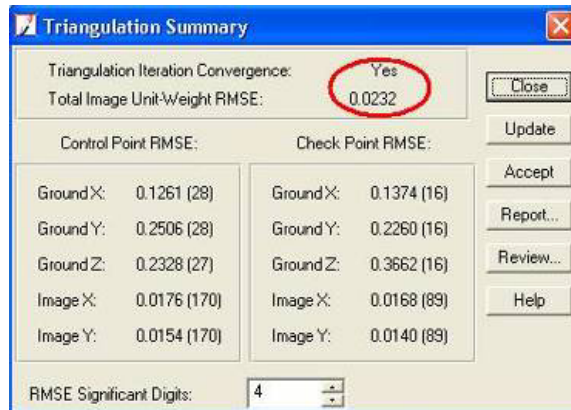 Triangulation Summary
Triangulation Iteration Convergence: Yes
Total Image Unit-Weight RMSE: 0.0232
Close
Update
Accept
Report...
Review...
Help
Control Point RMSE:
Ground X: 0.1261 (28)
Ground Y: 0.2506 (28)
Ground Z: 0.2328 (27)
Image X: 0.0176 (170)
Image Y: 0.0154 (170)
Check Point RMSE:
Ground X: 0.1374 (16)
Ground Y: 0.2260 (16)
Ground Z: 0.3662 (16)
Image X: 0.0168 (89)
Image Y: 0.0140 (89)
RMSE Significant Digits: 4